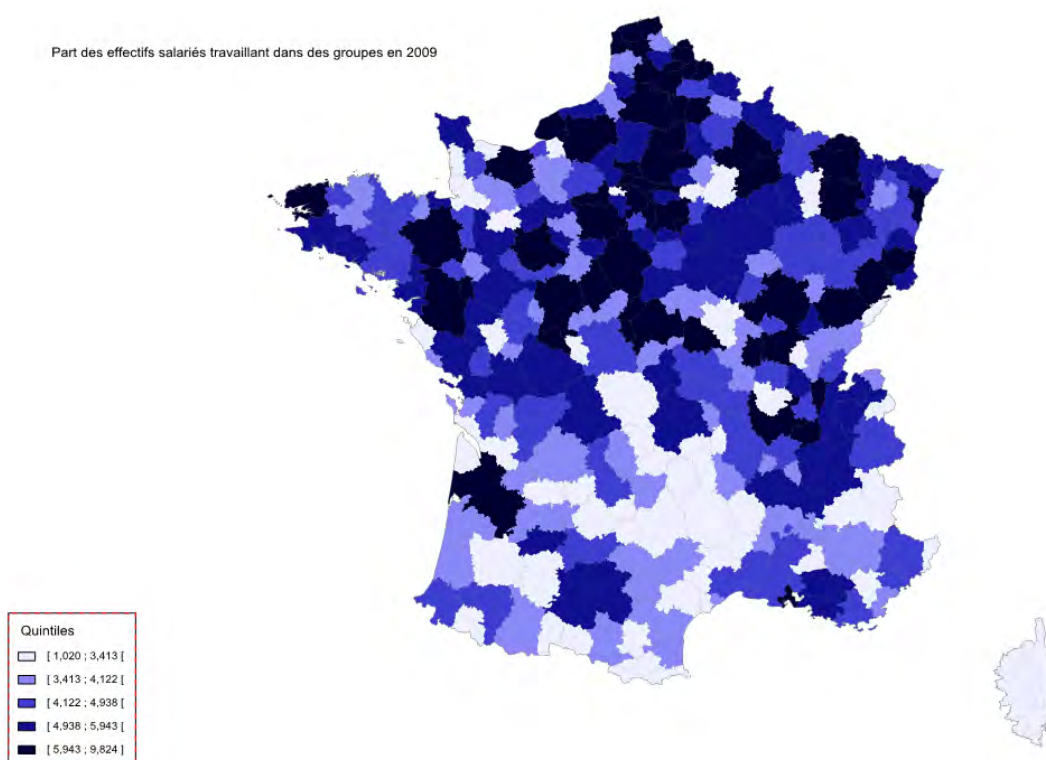 Part des effectifs salariés travaillant dans des groupes en 2009
Quintiles
[ 1,020 ; 3,413 [
[ 3,413 ; 4,122 [
[ 4,122 ; 4,938 [
[ 4,938 ; 5,943 [
[ 5,943 ; 9,824 ]